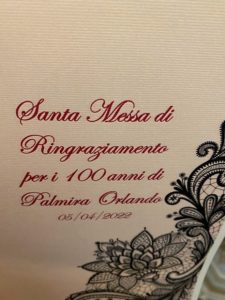 Santa Messa di
Ringraziamento
per i 100 anni di
Palmira Orlando
05/04/2022